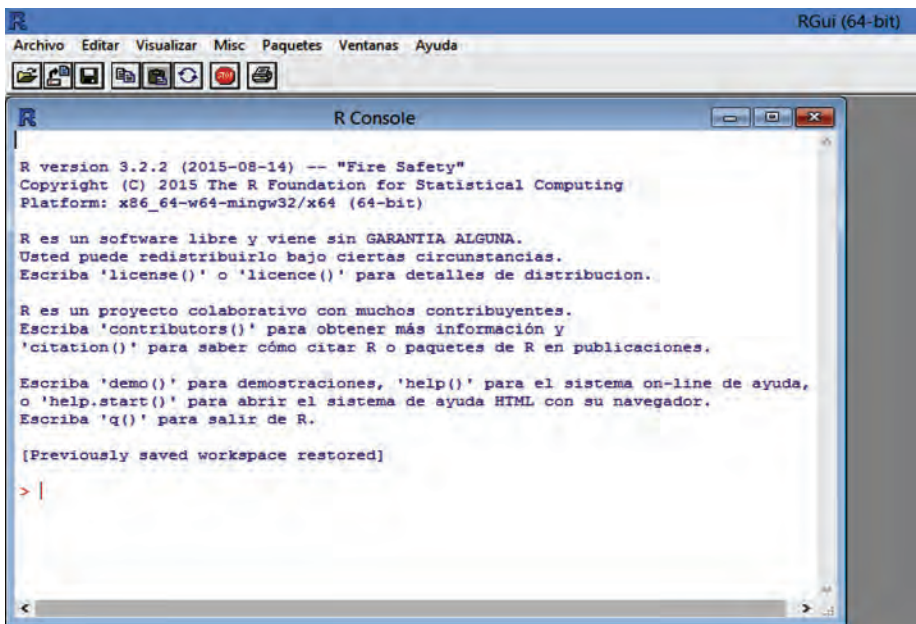 RGui (64-bit)
Archivo Editar Visualizar Misc Paquetes Ventanas Ayuda
R Console
R version 3.2.2 (2015-08-14) -- "Fire Safety"
Copyright (C) 2015 The R Foundation for Statistical Computing
Platform: x86_64-w64-mingw32/x64 (64-bit)
R es un software libre y viene sin GARANTIA ALGUNA.
Usted puede redistribuirlo bajo ciertas circunstancias.
Escriba 'license()' o 'licence()' para detalles de distribucion.
R es un proyecto colaborativo con muchos contribuyentes.
Escriba 'contributors()' para obtener más información y
'citation()' para saber cómo citar R o paquetes de R en publicaciones.
Escriba 'demo()' para demostraciones, 'help()' para el sistema on-line de ayuda,
o 'help.start()' para abrir el sistema de ayuda HTML con su navegador.
Escriba 'q()' para salir de R.
[Previously saved workspace restored]
>